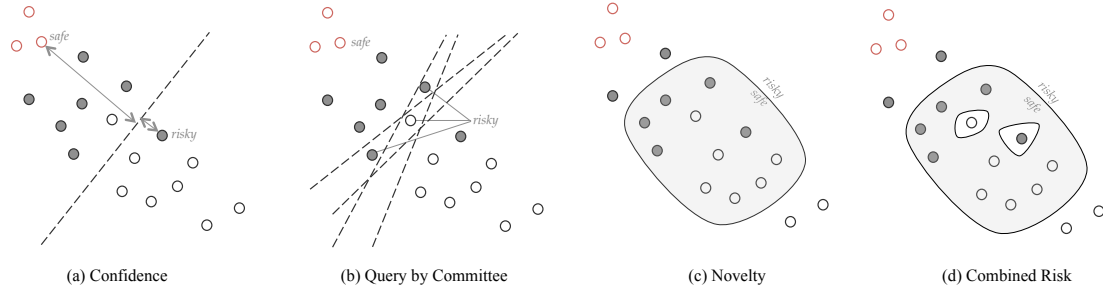 safe
risky
(a) Confidence
safe
risky
(b) Query by Committee
risky
safe
(c) Novelty
risky
safe
(d) Combined Risk